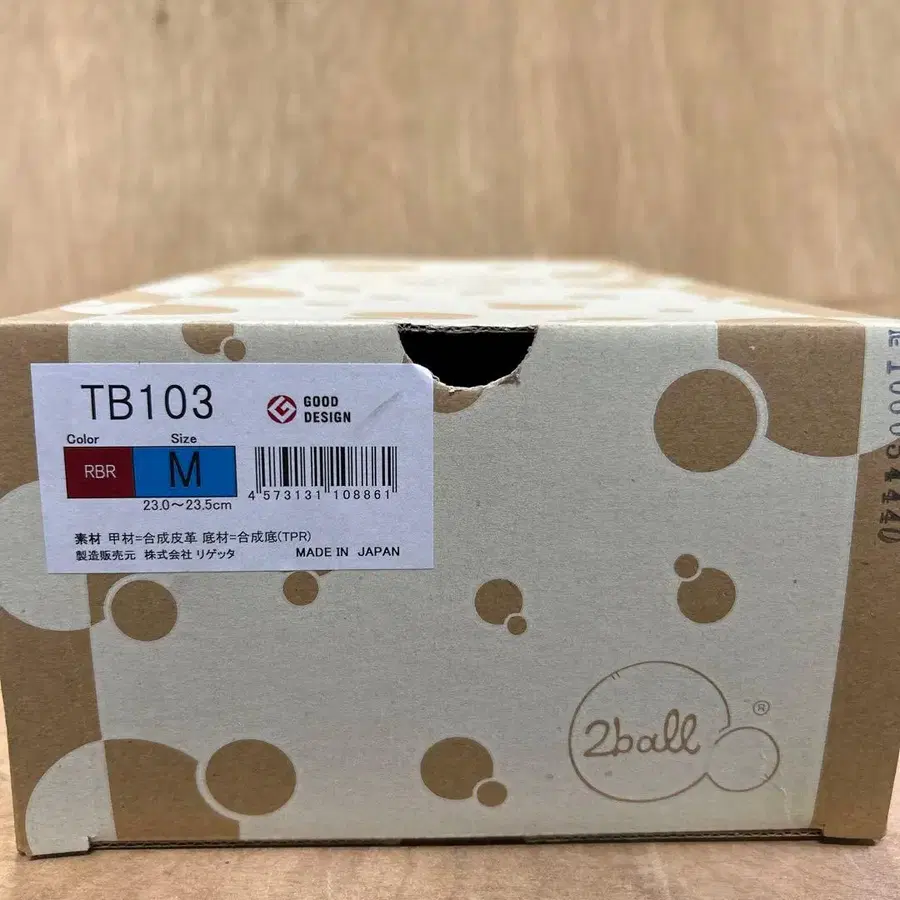 TB103
GOOD
DESIGN
Color
Size
RBR
M
23.0～23.5cm
4 573131 108861
素材 甲材=合成皮革 底材=合成底(TPR)
製造販売元 株式会社 リゲッタ
MADE IN JAPAN
2ball
®